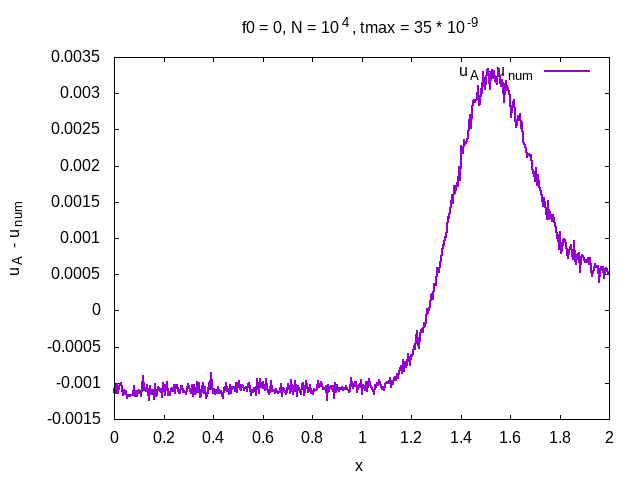 f0 = 0, N = 10^4, tmax = 35 * 10^-9
u_A - u_num
0.0035
0.003
0.0025
0.002
0.0015
0.001
0.0005
0
-0.0005
-0.001
-0.0015
u_A - u_num
0 0.2 0.4 0.6 0.8 1 1.2 1.4 1.6 1.8 2
x